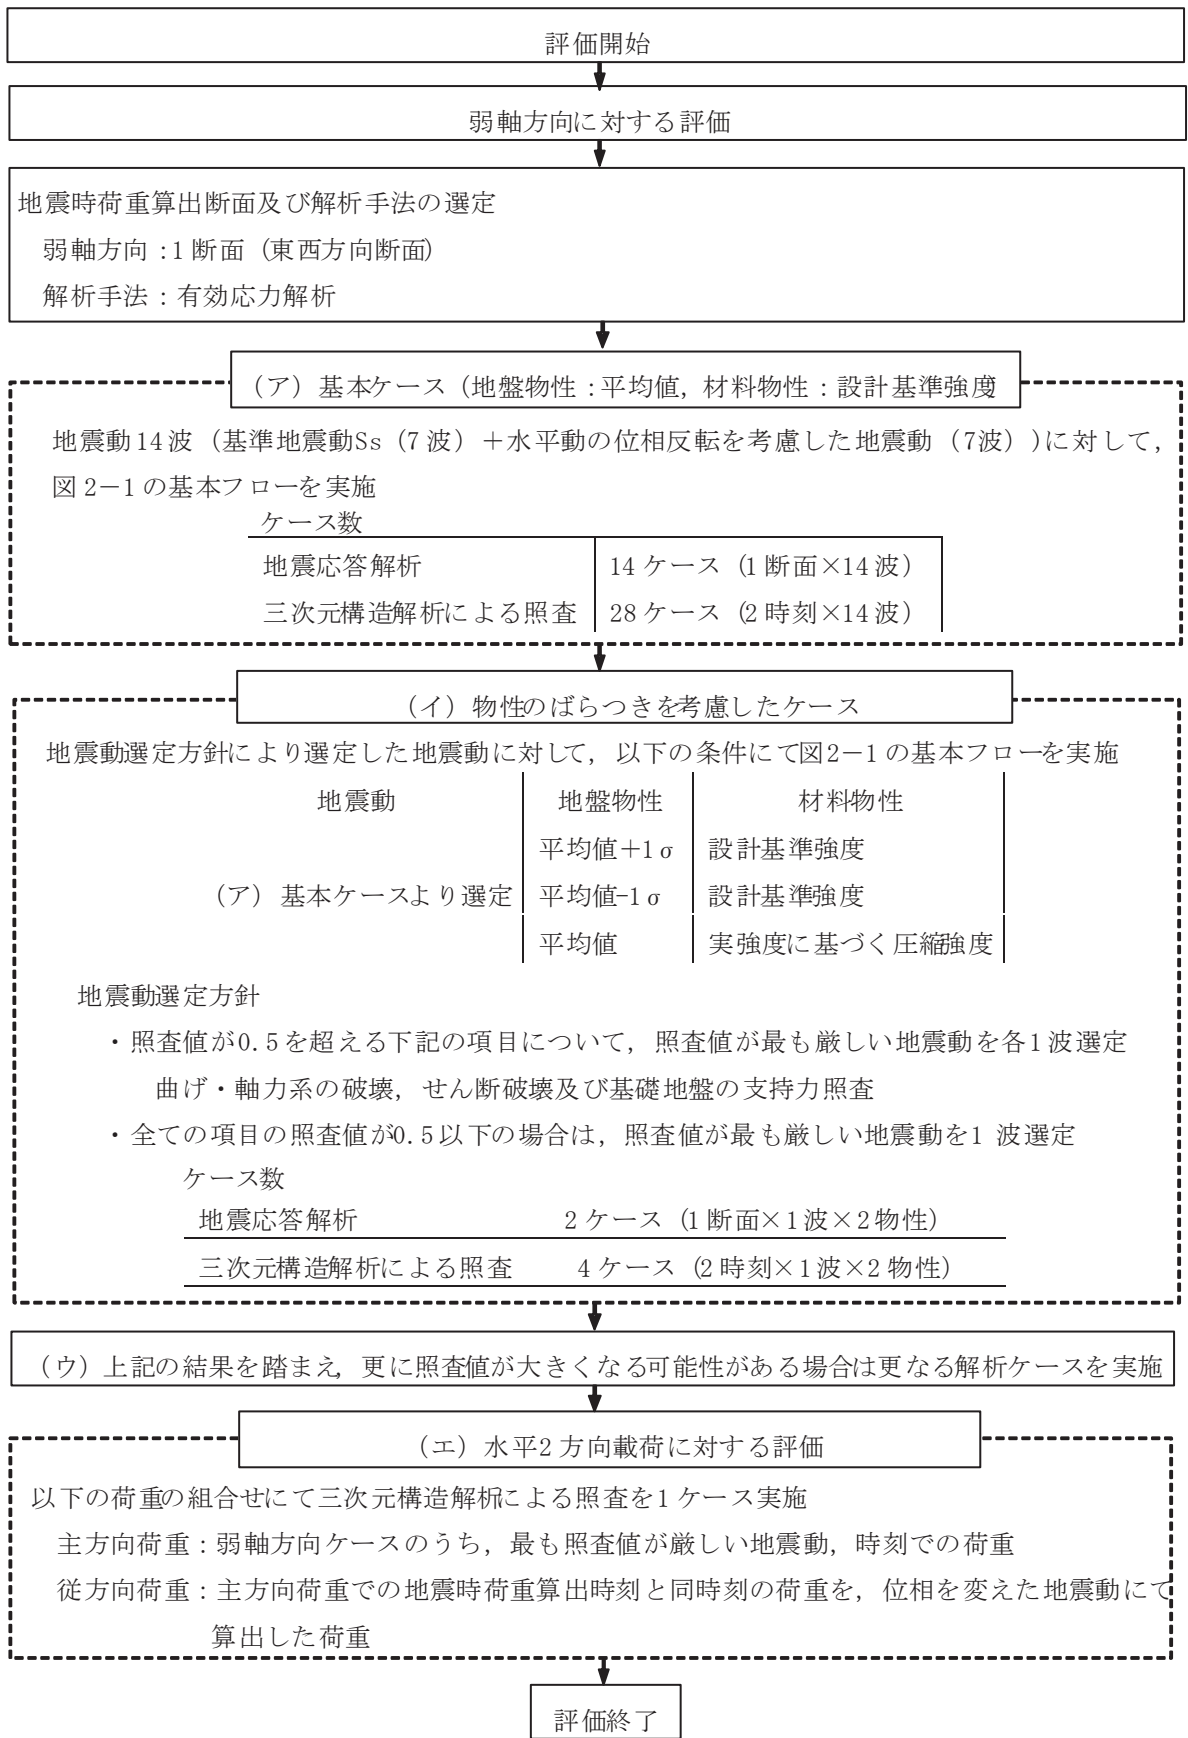 評価開始
弱軸方向に対する評価
地震時荷重算出断面及び解析手法の選定
弱軸方向：1断面（東西方向断面）
解析手法：有効応力解析
（ア）基本ケース（地盤物性：平均値，材料物性：設計基準強度
地震動14波（基準地震動Ss（7波）＋水平動の位相反転を考慮した地震動（7波））に対して，
図2－1の基本フローを実施
ケース数
地震応答解析 14ケース（1断面×14波）
三次元構造解析による照査 28ケース（2時刻×14波）
（イ）物性のばらつきを考慮したケース
地震動選定方針により選定した地震動に対して，以下の条件にて図2－1の基本フローを実施
地震動 地盤物性 材料物性
平均値＋1σ 設計基準強度
（ア）基本ケースより選定 平均値-1σ 設計基準強度
平均値 実強度に基づく圧縮強度
地震動選定方針
・照査値が0.5を超える下記の項目について，照査値が最も厳しい地震動を各1波選定
曲げ・軸力系の破壊，せん断破壊及び基礎地盤の支持力照査
・全ての項目の照査値が0.5以下の場合は，照査値が最も厳しい地震動を1波選定
ケース数
地震応答解析 2ケース（1断面×1波×2物性）
三次元構造解析による照査 4ケース（2時刻×1波×2物性）
（ウ）上記の結果を踏まえ，更に照査値が大きくなる可能性がある場合は更なる解析ケースを実施
（エ）水平2方向載荷に対する評価
以下の荷重の組合せにて三次元構造解析による照査を1ケース実施
主方向荷重：弱軸方向ケースのうち，最も照査値が厳しい地震動，時刻での荷重
従方向荷重：主方向荷重での地震時荷重算出時刻と同時刻の荷重を，位相を変えた地震動にて
算出した荷重
評価終了